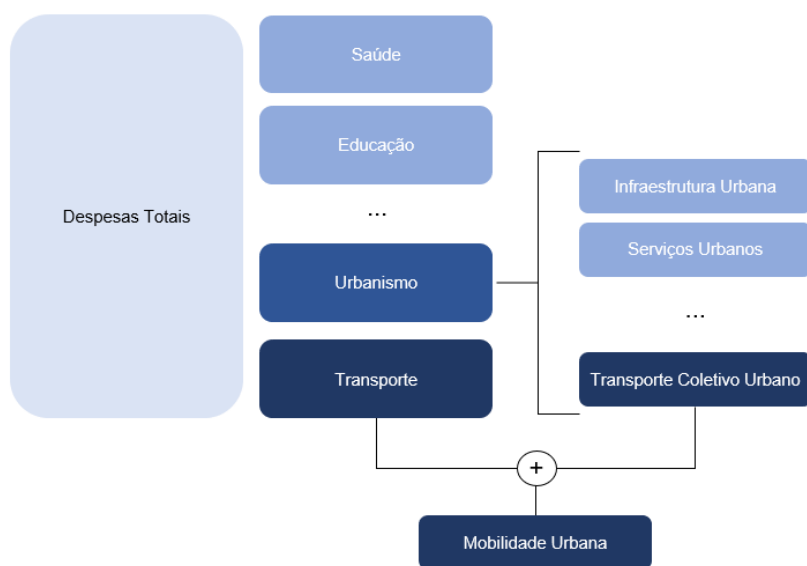 Saúde
Educação
...
Despesas Totais
Urbanismo
Transporte
Infraestrutura Urbana
Serviços Urbanos
...
Transporte Coletivo Urbano
+
Mobilidade Urbana